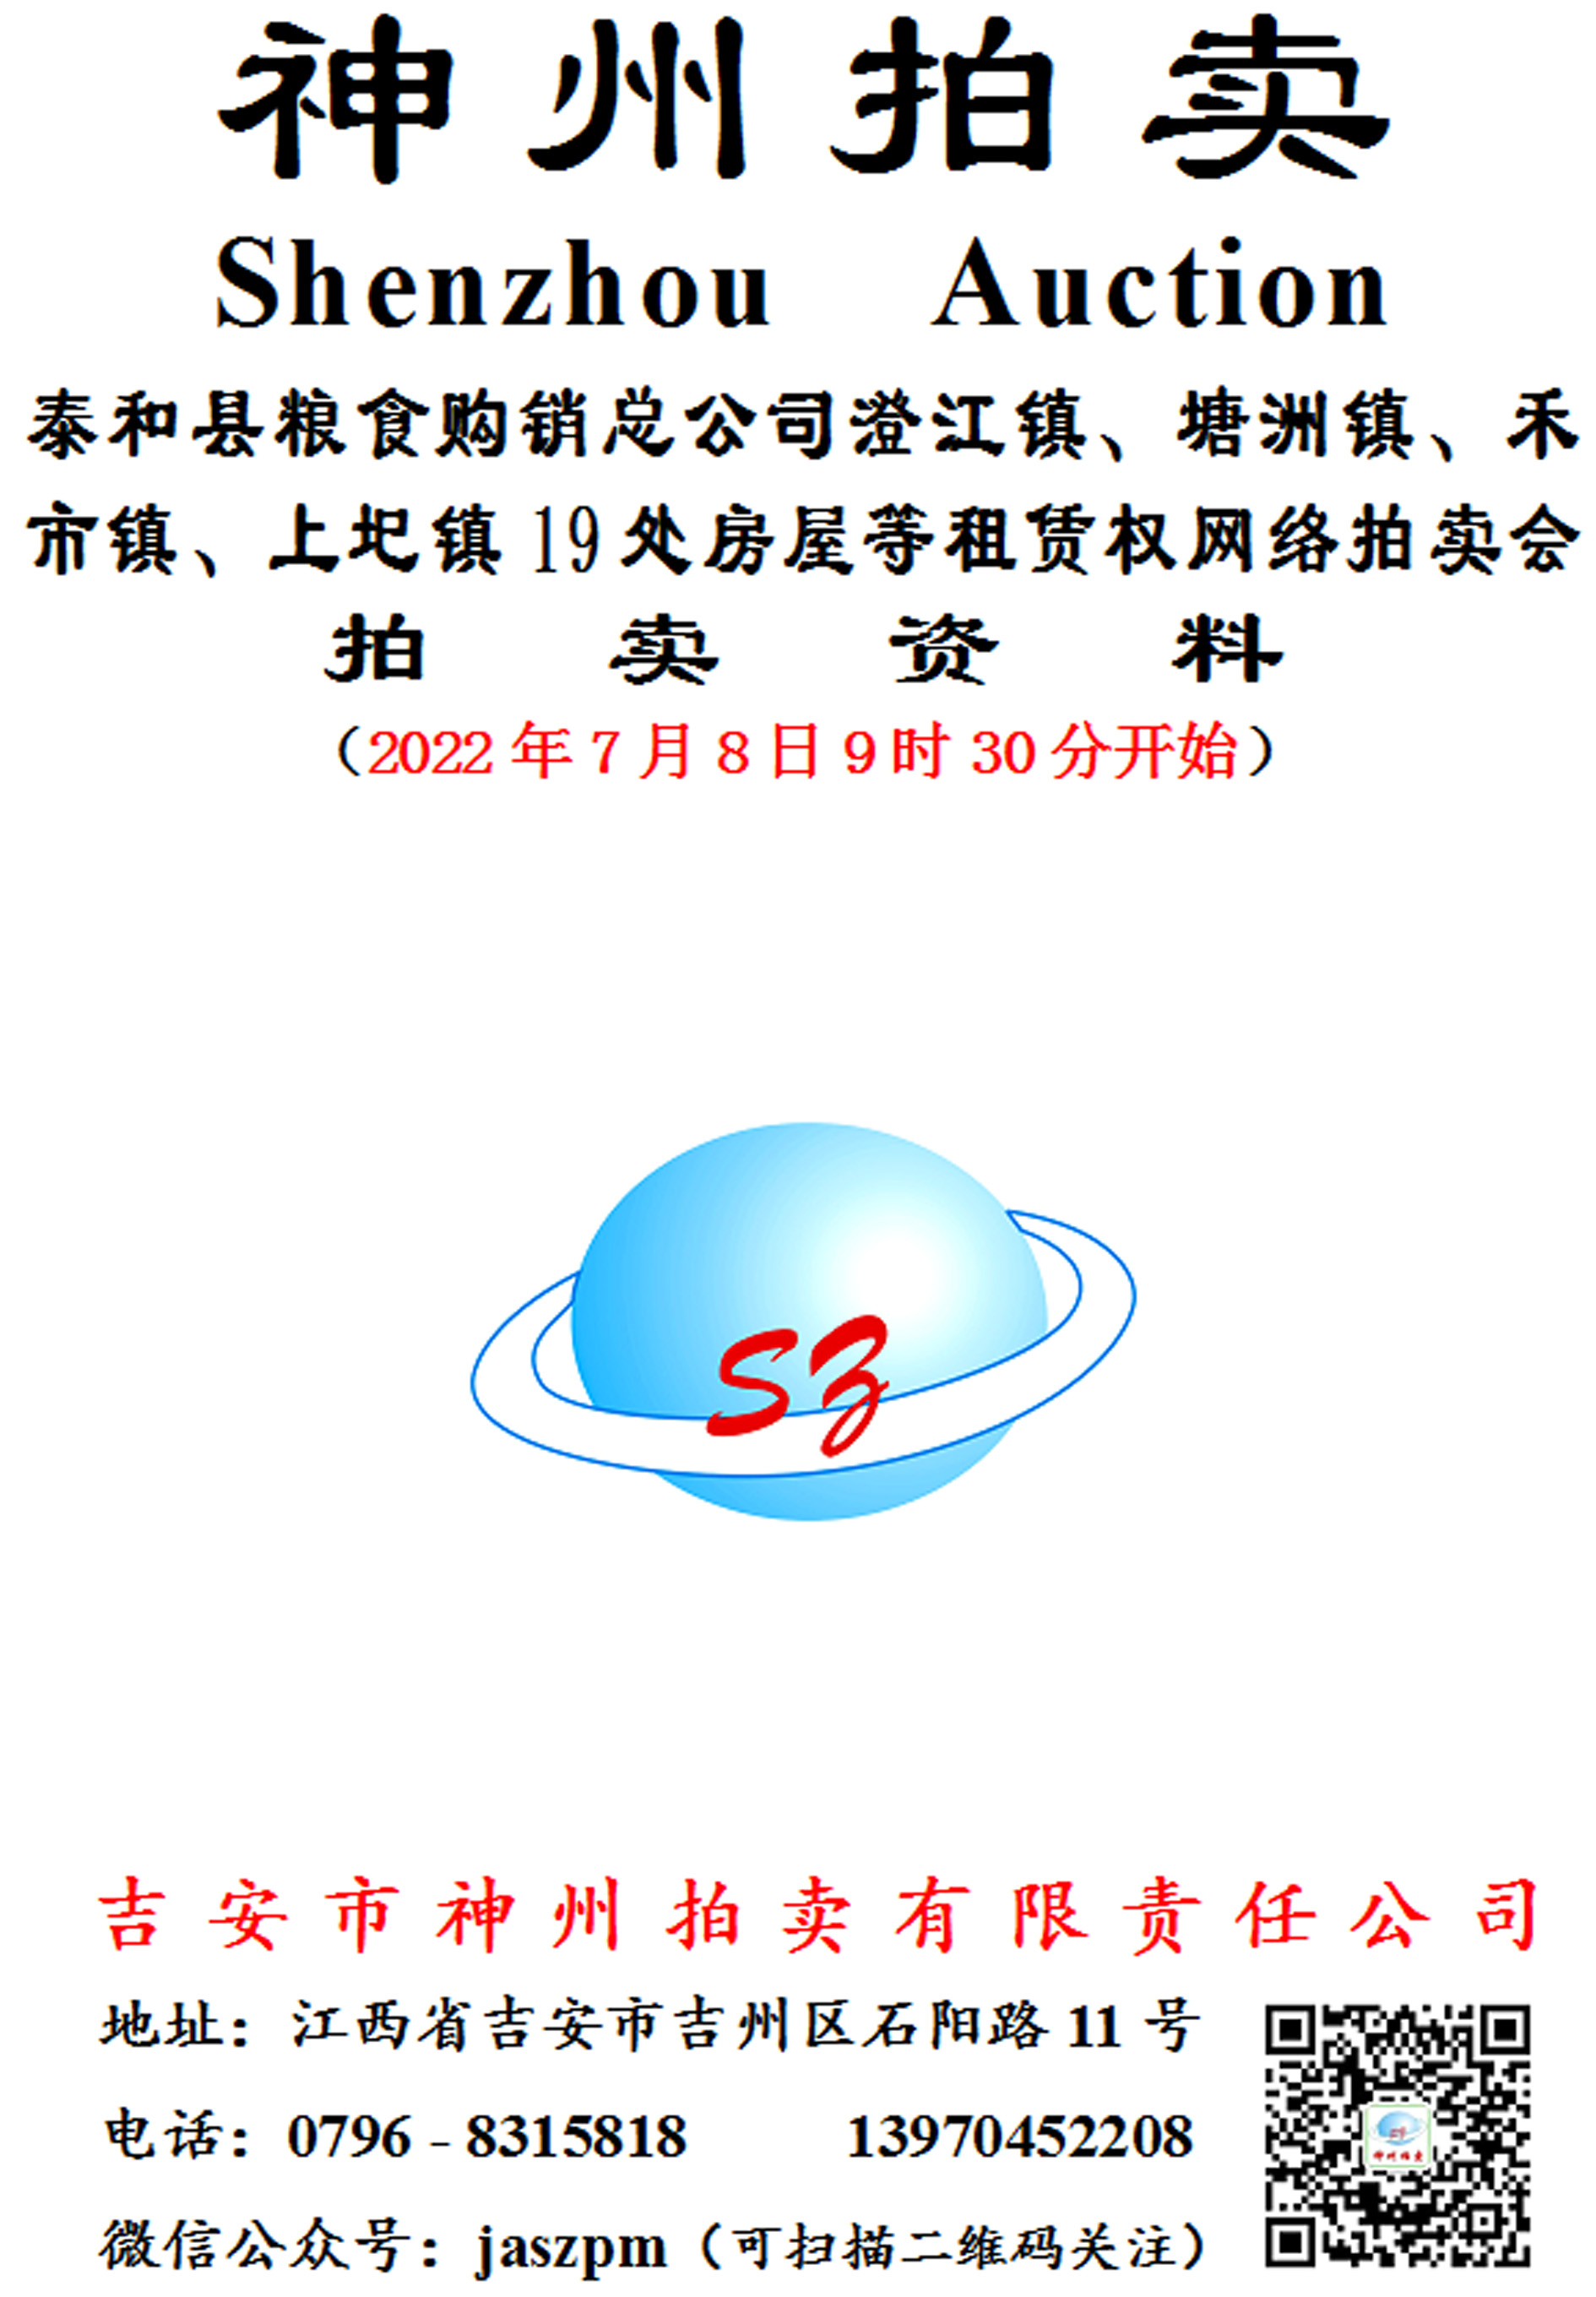 神州拍卖
Shenzhou Auction
泰和县粮食购销总公司澄江镇、塘洲镇、禾
市镇、上圯镇19处房屋等租赁权网络拍卖会
拍卖资料
（2022年7月8日9时30分开始）
SZ
吉安市神州拍卖有限责任公司
地址：江西省吉安市吉州区石阳路11号
电话：0796-8315818 13970452208
微信公众号：jaszpm（可扫描二维码关注）
神州拍卖